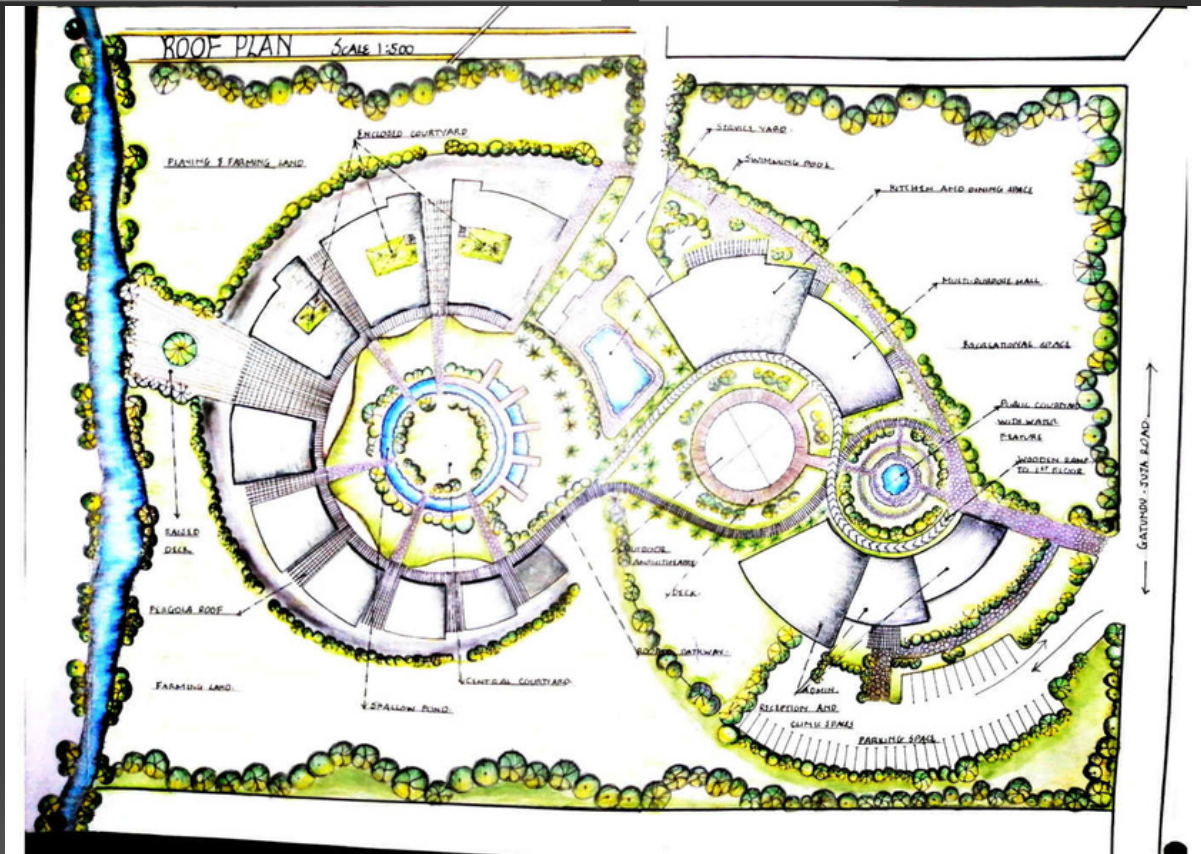 ROOF PLAN SCALE 1:500
ENCLOSED COURTYARD
SERVICE YARD.
PLAYING & FARMING LAND
SWIMMING POOL
KITCHEN AND DINING SPACE
MULTI-PURPOSE HALL
RECREATIONAL SPACE
PUBLIC COURTYARD
WITH WATER
FEATURE
WOODEN RAMP
TO 1ST FLOOR
GATUNDU-JUJA ROAD.
RAISED
DECK
OUTDOOR
AMPHITHEATRE
DECK.
PERGOLA ROOF
ROOFED PATHWAY.
FARMING LAND.
CENTRAL COURTYARD.
SHALLOW POND.
ADMIN,
RECEPTION AND
CLINIC SPACES
PARKING SPACE